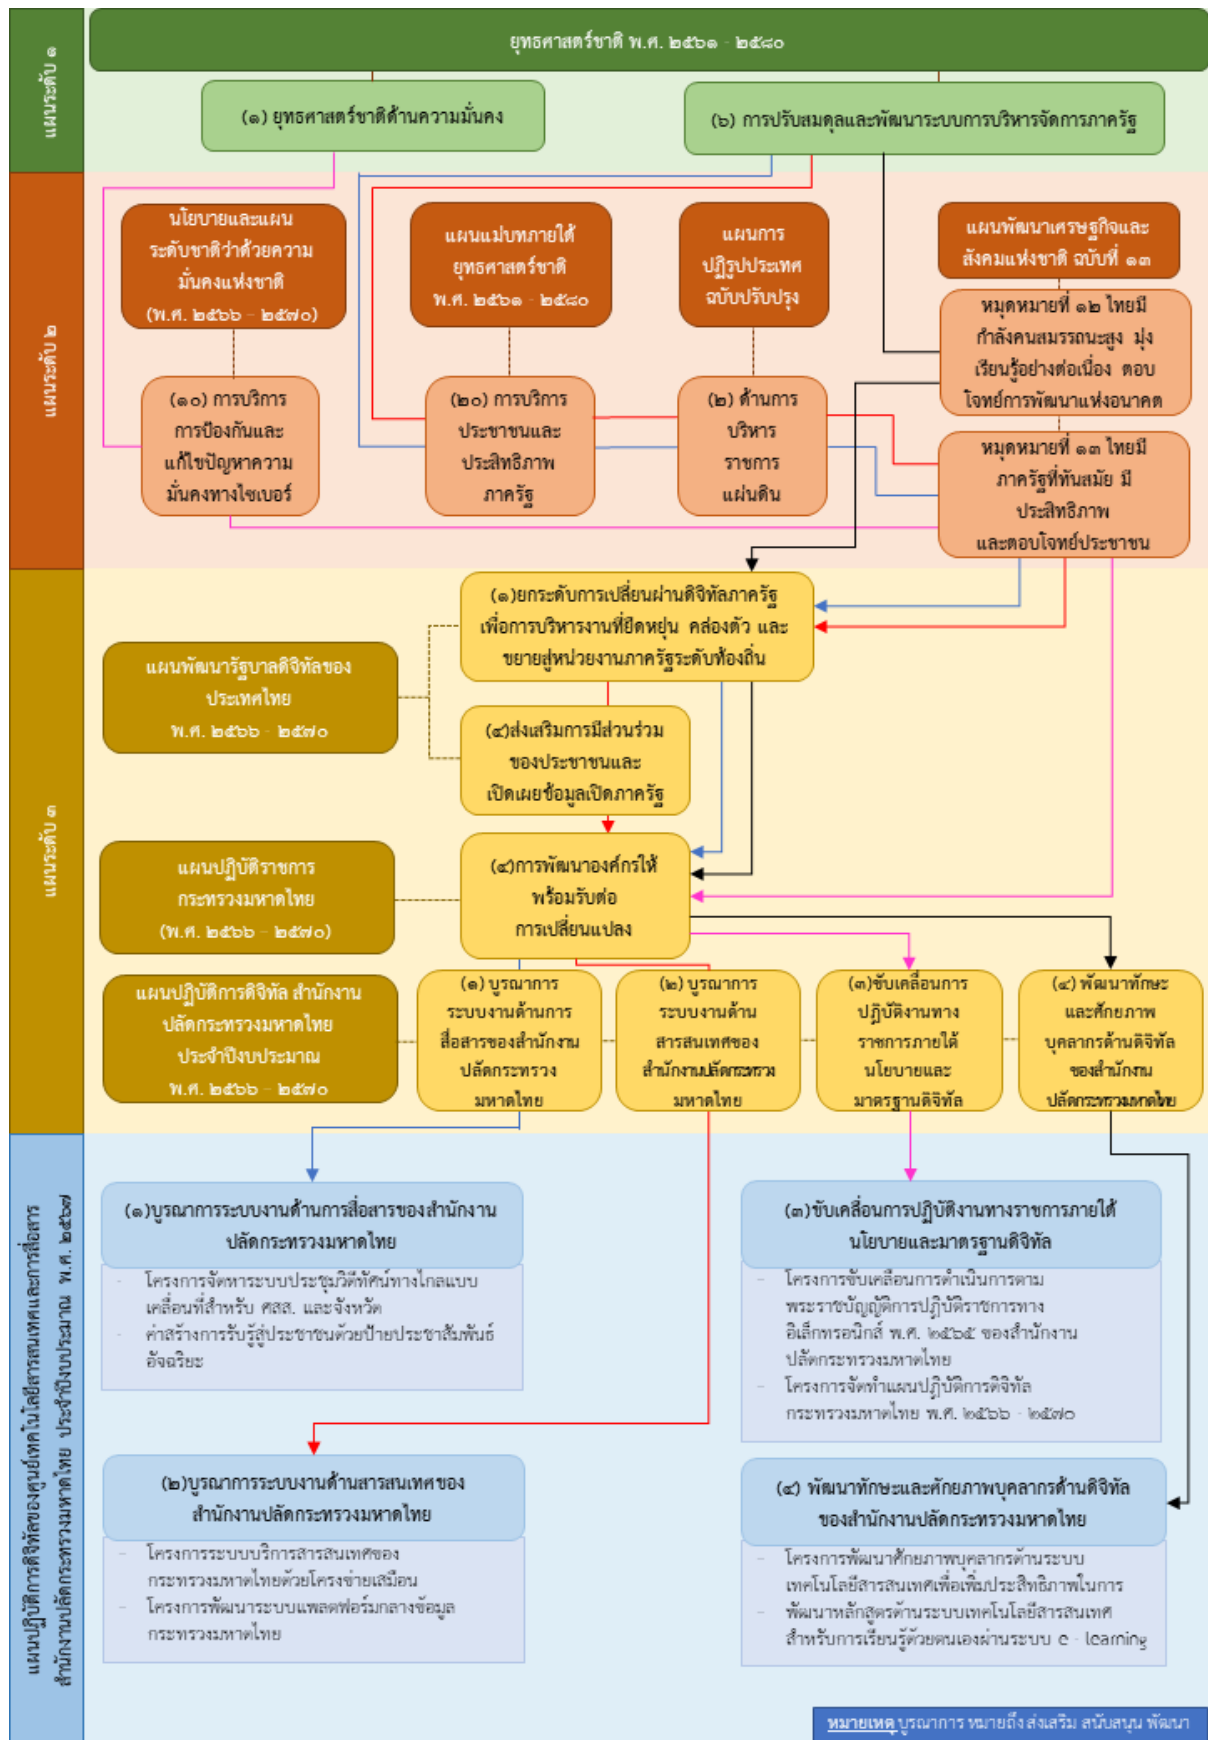 แผนระดับ ๑
ยุทธศาสตร์ชาติ พ.ศ. ๒๕๖๑ - ๒๕๘๐
(๑) ยุทธศาสตร์ชาติด้านความมั่นคง
(๖) การปรับสมดุลและพัฒนาระบบการบริหารจัดการภาครัฐ
แผนระดับ ๒
นโยบายและแผน
ระดับชาติว่าด้วยความ
มั่นคงแห่งชาติ
(พ.ศ. ๒๕๖๖ - ๒๕๗๐)
แผนแม่บทภายใต้
ยุทธศาสตร์ชาติ
พ.ศ. ๒๕๖๑ - ๒๕๘๐
แผนการ
ปฏิรูปประเทศ
ฉบับปรับปรุง
แผนพัฒนาเศรษฐกิจและ
สังคมแห่งชาติ ฉบับที่ ๑๓
หมุดหมายที่ ๑๒ ไทยมี
กำลังคนสมรรถนะสูง มุ่ง
เรียนรู้อย่างต่อเนื่อง ตอบ
โจทย์การพัฒนาแห่งอนาคต
(๑๐) การบริการ
การป้องกันและ
แก้ไขปัญหาความ
มั่นคงทางไซเบอร์
(๒๐) การบริการ
ประชาชนและ
ประสิทธิภาพ
ภาครัฐ
(๒) ด้านการ
บริหาร
ราชการ
แผ่นดิน
หมุดหมายที่ ๑๓ ไทยมี
ภาครัฐที่ทันสมัย มี
ประสิทธิภาพ
และตอบโจทย์ประชาชน
แผนระดับ ๓
(๑)ยกระดับการเปลี่ยนผ่านดิจิทัลภาครัฐ
เพื่อการบริหารงานที่ยืดหยุ่น คล่องตัว และ
ขยายสู่หน่วยงานภาครัฐระดับท้องถิ่น
แผนพัฒนารัฐบาลดิจิทัลของ
ประเทศไทย
พ.ศ. ๒๕๖๖ - ๒๕๗๐
(๔)ส่งเสริมการมีส่วนร่วม
ของประชาชนและ
เปิดเผยข้อมูลเปิดภาครัฐ
แผนปฏิบัติราชการ
กระทรวงมหาดไทย
(พ.ศ. ๒๕๖๖ - ๒๕๗๐)
(๔)การพัฒนาองค์กรให้
พร้อมรับต่อ
การเปลี่ยนแปลง
แผนปฏิบัติการดิจิทัล สำนักงาน
ปลัดกระทรวงมหาดไทย
ประจำปีงบประมาณ
พ.ศ. ๒๕๖๖ - ๒๕๗๐
(๑) บูรณาการ
ระบบงานด้านการ
สื่อสารของสำนักงาน
ปลัดกระทรวง
มหาดไทย
(๒) บูรณาการ
ระบบงานด้าน
สารสนเทศของ
สำนักงานปลัดกระทรวง
มหาดไทย
(๓)ขับเคลื่อนการ
ปฏิบัติงานทาง
ราชการภายใต้
นโยบายและ
มาตรฐานดิจิทัล
(๔) พัฒนาทักษะ
และศักยภาพ
บุคลากรด้านดิจิทัล
ของสำนักงาน
ปลัดกระทรวงมหาดไทย
แผนปฏิบัติการดิจิทัลของศูนย์เทคโนโลยีสารสนเทศและการสื่อสาร
สำนักงานปลัดกระทรวงมหาดไทย ประจำปีงบประมาณ พ.ศ. ๒๕๖๗
(๑)บูรณาการระบบงานด้านการสื่อสารของสำนักงาน
ปลัดกระทรวงมหาดไทย
- โครงการจัดหาระบบประชุมวีดิทัศน์ทางไกลแบบ
เคลื่อนที่สำหรับ ศสส. และจังหวัด
- ค่าสร้างการรับรู้สู่ประชาชนด้วยป้ายประชาสัมพันธ์
อัจฉริยะ
(๓)ขับเคลื่อนการปฏิบัติงานทางราชการภายใต้
นโยบายและมาตรฐานดิจิทัล
- โครงการขับเคลื่อนการดำเนินการตาม
พระราชบัญญัติการปฏิบัติราชการทาง
อิเล็กทรอนิกส์ พ.ศ. ๒๕๖๕ ของสำนักงาน
ปลัดกระทรวงมหาดไทย
- โครงการจัดทำแผนปฏิบัติการดิจิทัล
กระทรวงมหาดไทย พ.ศ. ๒๕๖๖ - ๒๕๗๐
(๒)บูรณาการระบบงานด้านสารสนเทศของ
สำนักงานปลัดกระทรวงมหาดไทย
- โครงการระบบบริการสารสนเทศของ
กระทรวงมหาดไทยด้วยโครงข่ายเสมือน
- โครงการพัฒนาระบบแพลตฟอร์มกลางข้อมูล
กระทรวงมหาดไทย
(๔) พัฒนาทักษะและศักยภาพบุคลากรด้านดิจิทัล
ของสำนักงานปลัดกระทรวงมหาดไทย
- โครงการพัฒนาศักยภาพบุคลากรด้านระบบ
เทคโนโลยีสารสนเทศเพื่อเพิ่มประสิทธิภาพในการ
- พัฒนาหลักสูตรด้านระบบเทคโนโลยีสารสนเทศ
สำหรับการเรียนรู้ด้วยตนเองผ่านระบบ e - learning
หมายเหตุ บูรณาการ หมายถึง ส่งเสริม สนับสนุน พัฒนา